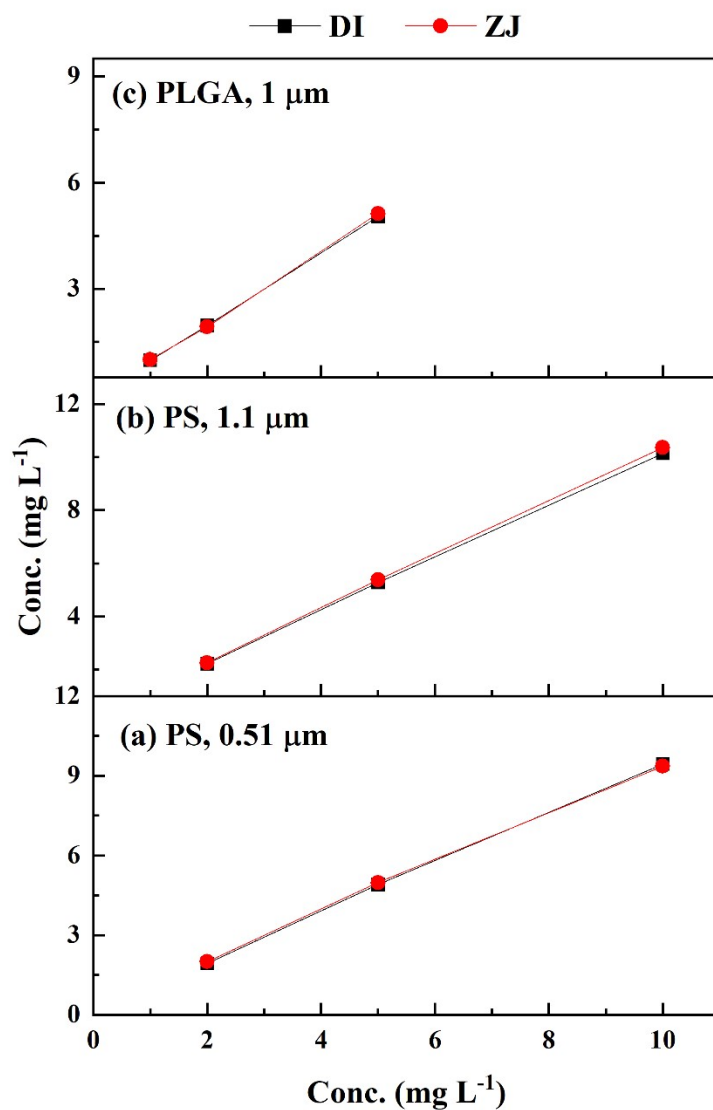 DI ZJ
(c) PLGA, 1 μm
9
6
3
(b) PS, 1.1 μm
12
8
4
(a) PS, 0.51 μm
12
9
6
3
0
0 2 4 6 8 10
Conc. (mg L⁻¹)
Conc. (mg L⁻¹)